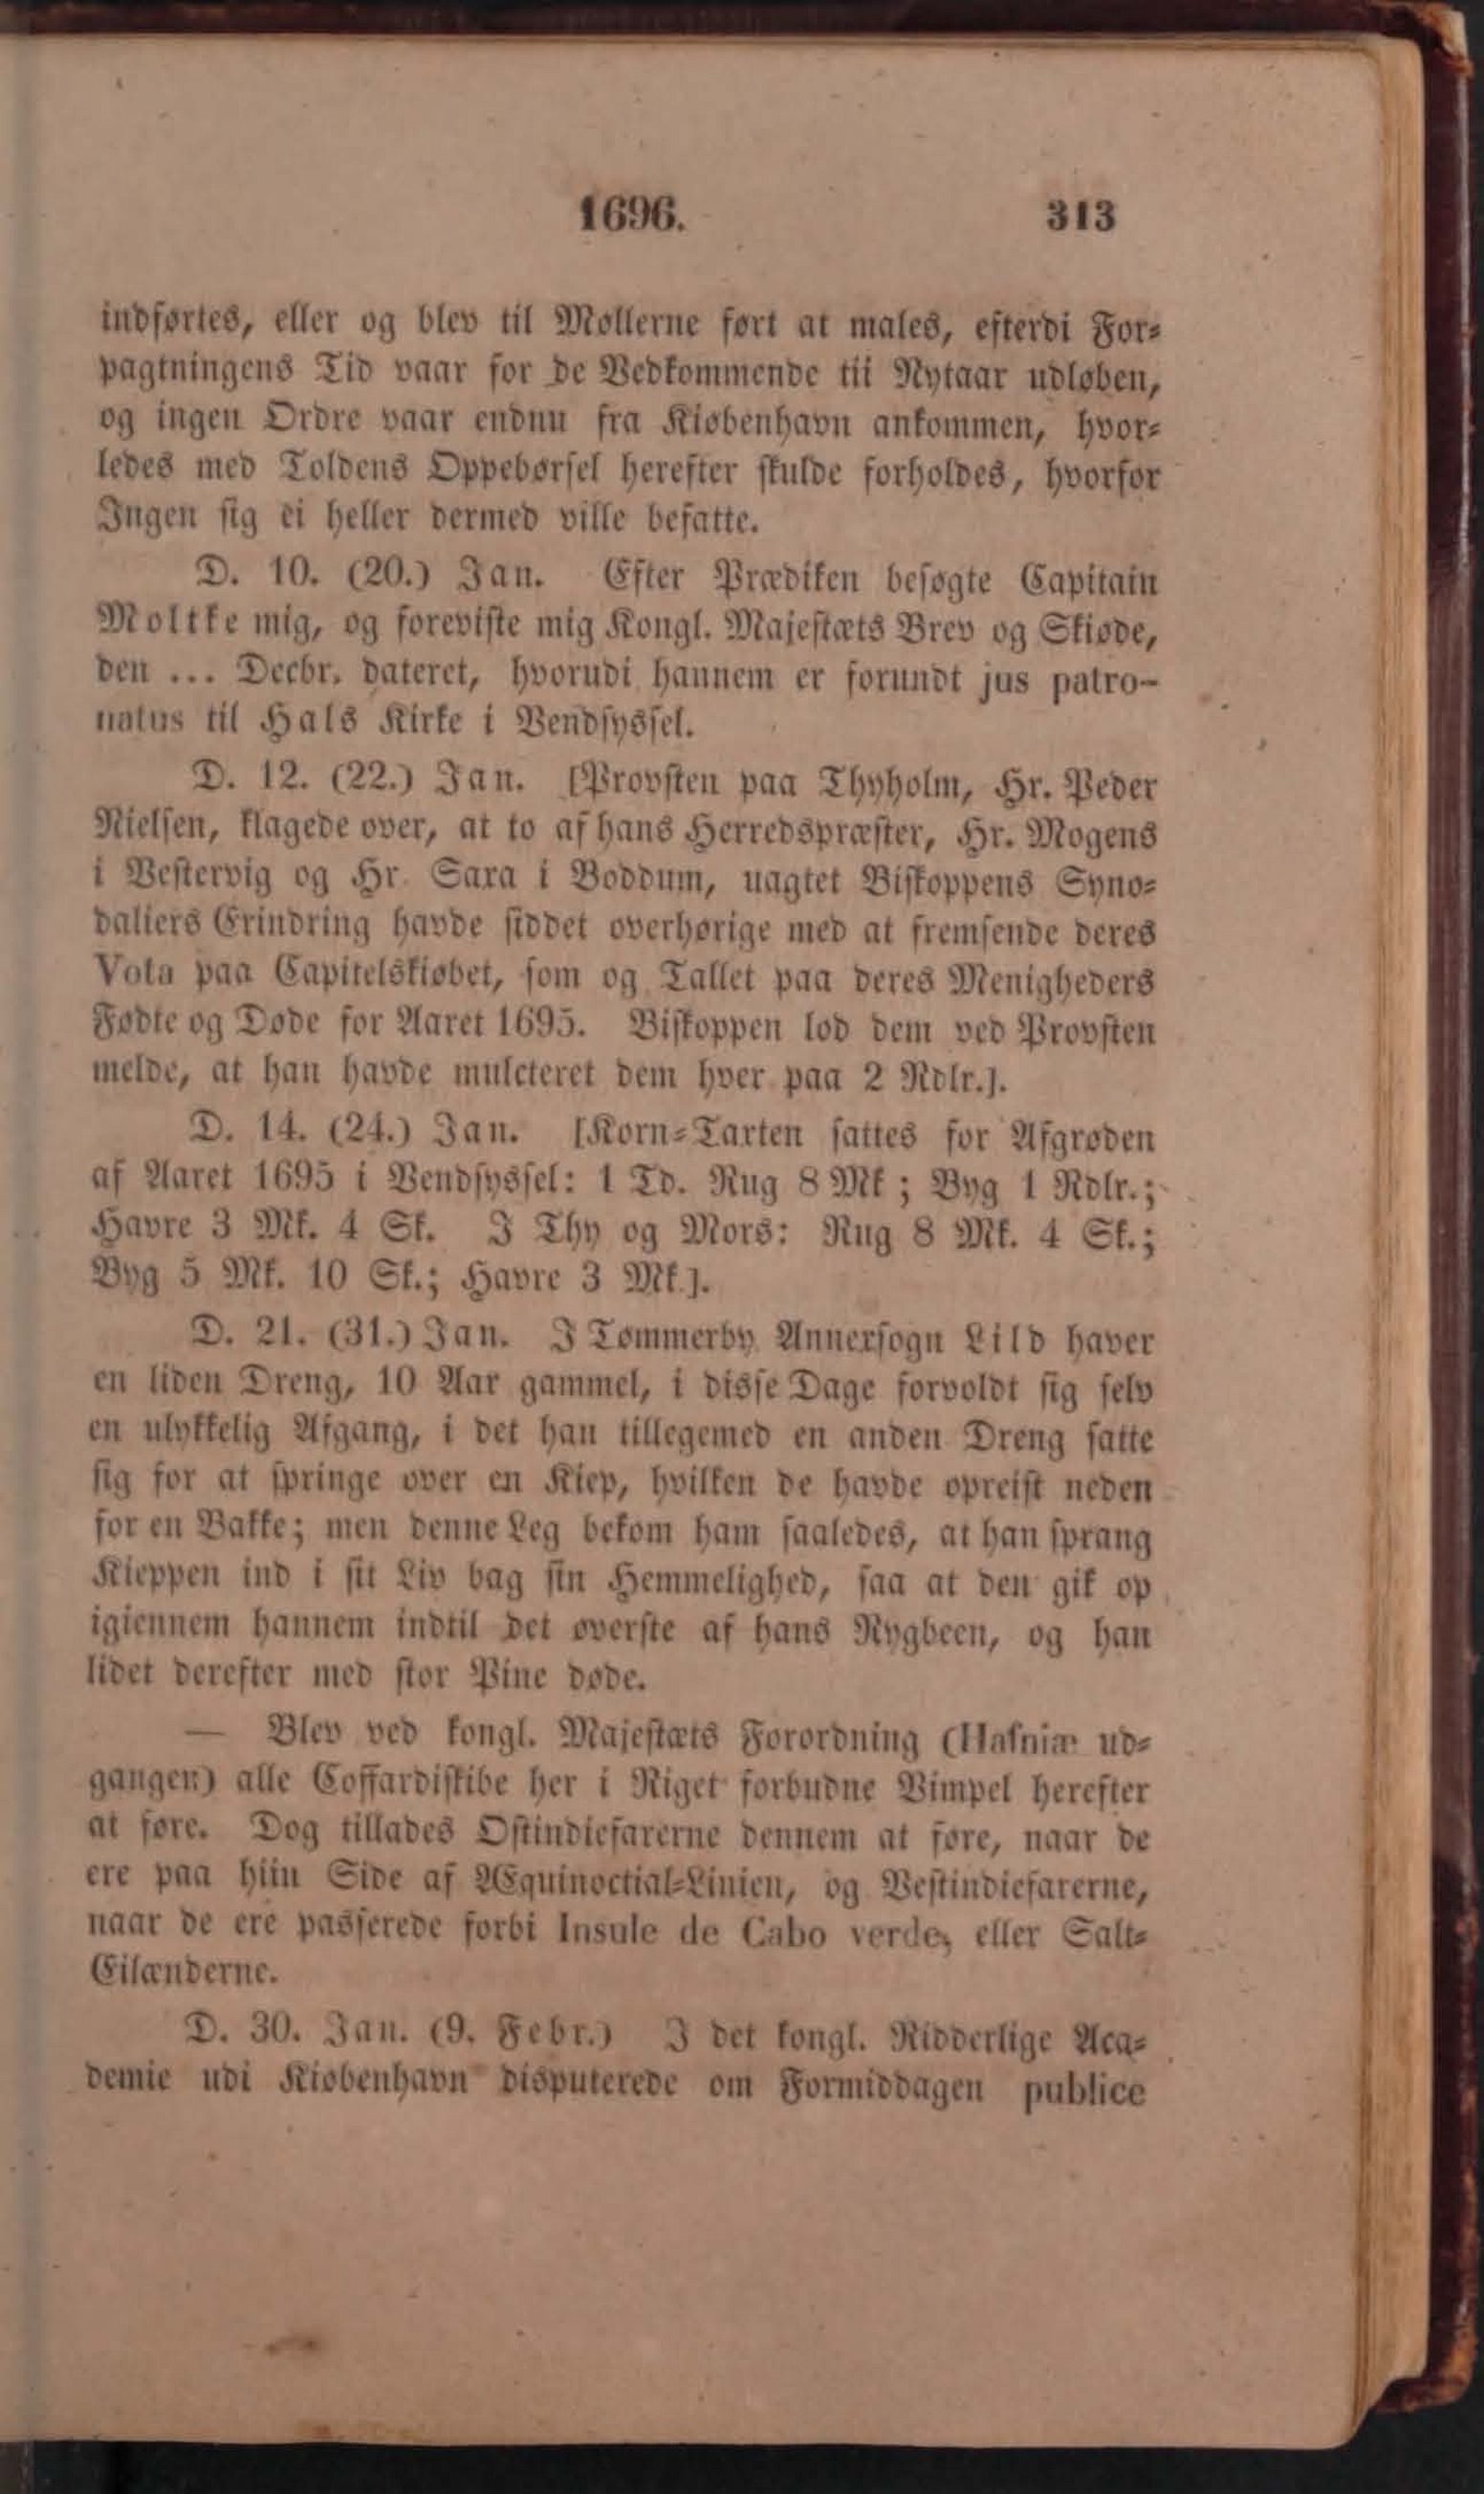 1696. 313
indførtes, eller og blev til Møllerne ført at males, efterdi For-
pagtningens Tid vaar for de Vedkommende tii Nytaar udløben,
og ingen Ordre vaar endnu fra Kiøbenhavn ankommen, hvor-
ledes med Toldens Oppebørsel herefter skulde forholdes, hvorfor
Ingen sig ei heller dermed ville befatte.
D. 10. (20.) Jan. Efter Prædiken besøgte Capitain
Moltke mig, og foreviste mig Kongl. Majestæts Brev og Skiøde,
den ... Decbr. dateret, hvorudi hannem er forundt jus patro-
natus til Hals Kirke i Vendsyssel.
D. 12. (22.) Jan. [Provsten paa Thyholm, Hr. Peder
Nielsen, klagede over, at to af hans Herredspræster, Hr. Mogens
i Vestervig og Hr. Saxa i Boddum, uagtet Biskoppens Syno-
daliers Erindring havde siddet overhørige med at fremsende deres
Vota paa Capitelskiøbet, som og Tallet paa deres Menigheders
Fødte og Døde for Aaret 1695. Biskoppen lod dem ved Provsten
melde, at han havde mulcteret dem hver paa 2 Rdlr.].
D. 14. (24.) Jan. [Korn-Taxten sattes for Afgrøden
af Aaret 1695 i Vendsyssel: 1 Td. Rug 8 Mk ; Byg 1 Rdlr.;
Havre 3 Mk. 4 Sk. I Thy og Mors: Rug 8 Mk. 4 Sk.;
Byg 5 Mk. 10 Sk.; Havre 3 Mk.].
D. 21. (31.) Jan. I Tømmerby Annexsogn Lild haver
en liden Dreng, 10 Aar gammel, i disse Dage forvoldt sig selv
en ulykkelig Afgang, i det han tillegemed en anden Dreng satte
sig for at springe over en Kiep, hvilken de havde opreist neden
for en Bakke; men denne Leg bekom ham saaledes, at han sprang
Kieppen ind i sit Liv bag sin Hemmelighed, saa at den gik op
igiennem hannem indtil det øverste af hans Rygbeen, og han
lidet derefter med stor Pine døde.
— Blev ved kongl. Majestæts Forordning (Hafniæ ud-
gangen) alle Coffardiskibe her i Riget forbudne Vimpel herefter
at føre. Dog tillades Ostindiefarerne dennem at føre, naar de
ere paa hiin Side af Æquinoctial-Linien, og Vestindiefarerne,
naar de ere passerede forbi Insule de Cabo verde, eller Salt-
Eilænderne.
D. 30. Jan. (9. Febr.) I det kongl. Ridderlige Aca-
demie udi Kiøbenhavn disputerede om Formiddagen publice